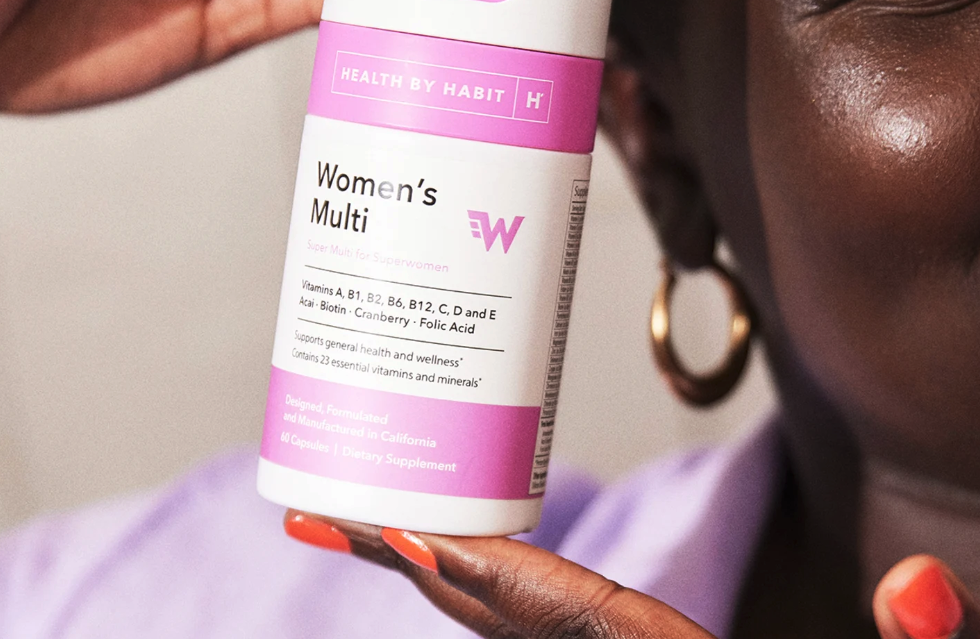 HEALTH BY HABIT H
Women's
Multi
W
Super Multi for Superwomen
Vitamins A, B1, B2, B6, B12, C, D and E
Acai · Biotin · Cranberry · Folic Acid
Supports general health and wellness*
Contains 23 essential vitamins and minerals*
Designed, Formulated
and Manufactured in California
60 Capsules | Dietary Supplement